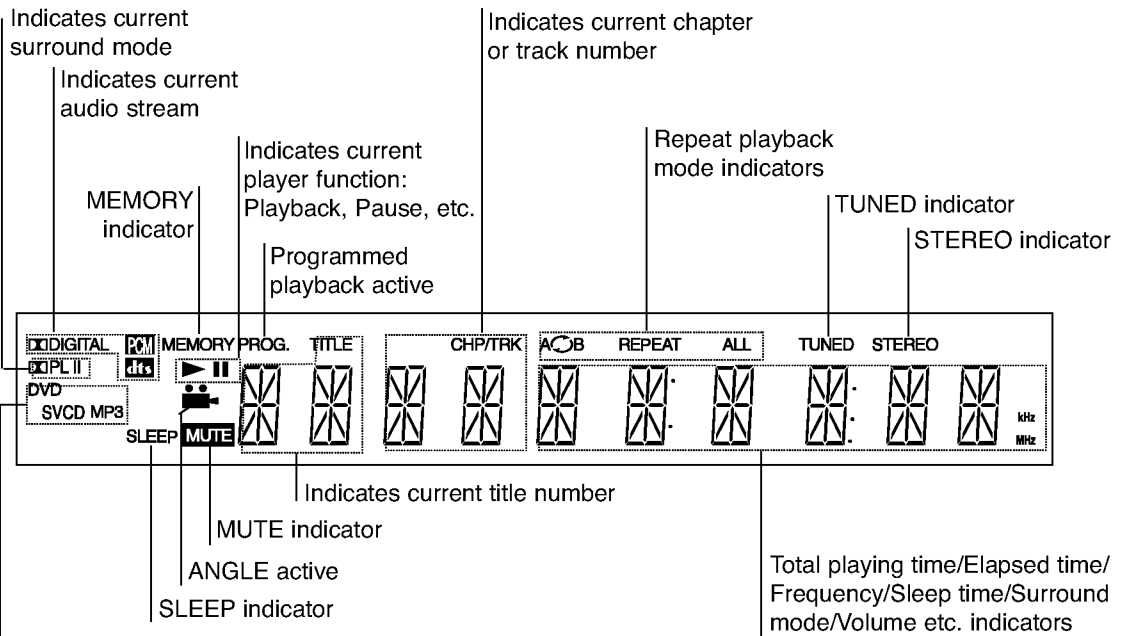 Indicates current
surround mode
Indicates current
audio stream
MEMORY
indicator
Indicates current
player function:
Playback, Pause, etc.
Programmed
playback active
Indicates current chapter
or track number
Repeat playback
mode indicators
TUNED indicator
STEREO indicator
DIGITAL PCM MEMORY PROG. TITLE CHP/TRK A B REPEAT ALL TUNED STEREO
PL II dts
DVD
SVCD MP3
kHz
SLEEP MUTE MHz
Indicates current title number
MUTE indicator
ANGLE active
SLEEP indicator
Total playing time/Elapsed time/
Frequency/Sleep time/Surround
mode/Volume etc. indicators